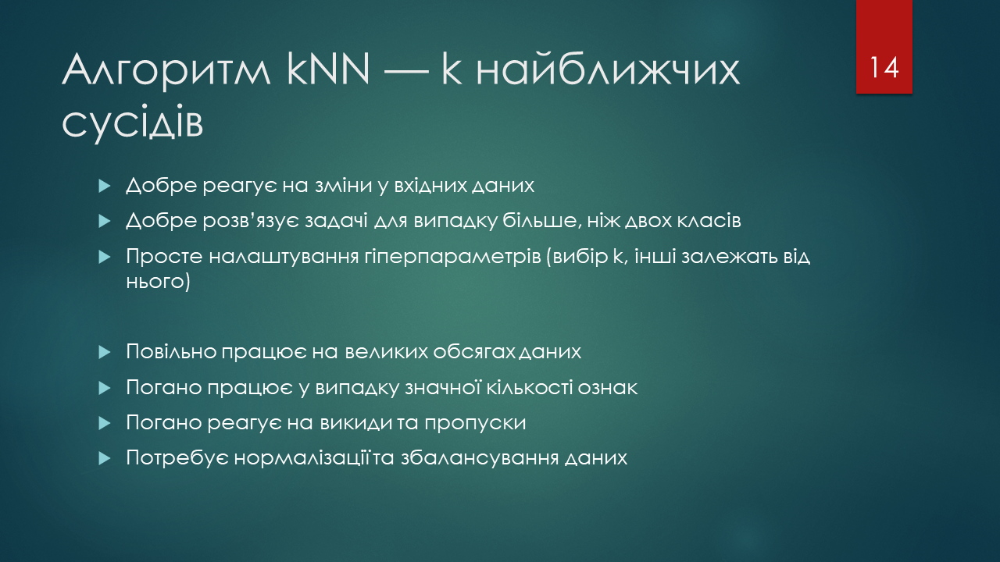 Алгоритм kNN — k найближчих
сусідів
14
Добре реагує на зміни у вхідних даних
Добре розв’язує задачі для випадку більше, ніж двох класів
Просте налаштування гіперпараметрів (вибір k, інші залежать від
нього)
Повільно працює на великих обсягах даних
Погано працює у випадку значної кількості ознак
Погано реагує на викиди та пропуски
Потребує нормалізації та збалансування даних